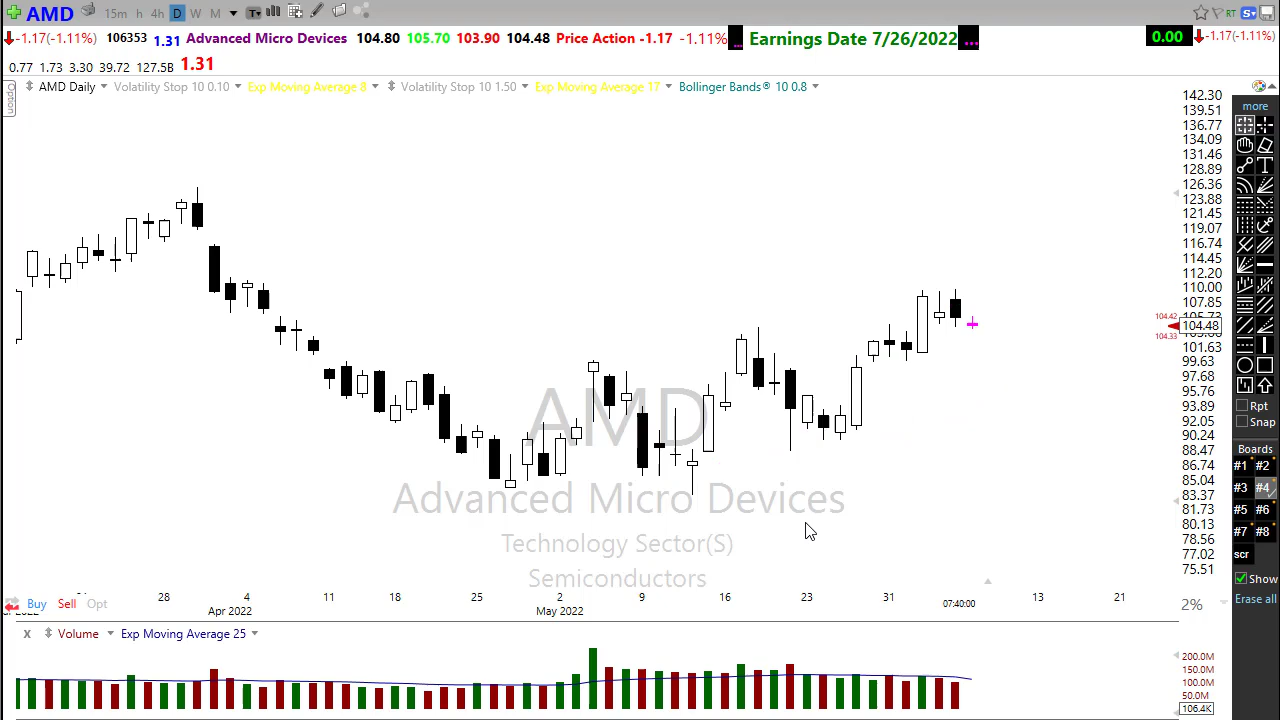 AMD 15m h 4h D W M T RT S
-1.17(-1.11%) 106353 1.31 Advanced Micro Devices 104.80 105.70 103.90 104.48 Price Action -1.17 -1.11% ... Earnings Date 7/26/2022 ... 0.00 -1.17(-1.11%)
0.77 1.73 3.30 39.72 127.5B 1.31
Option
AMD Daily Volatility Stop 10 0.10 Exp Moving Average 8 Volatility Stop 10 1.50 Exp Moving Average 17 Bollinger Bands® 10 0.8
142.30
139.51
136.77
134.09
131.46
128.89
126.36
123.88
121.45
119.07
116.74
114.45
112.20
110.00
107.85
104.42
104.48
104.33
101.63
99.63
97.68
95.76
93.89
92.05
90.24
88.47
86.74
85.04
83.37
81.73
80.13
78.56
77.02
75.51
AMD
Advanced Micro Devices
Technology Sector(S)
Semiconductors
28 4 11 18 25 2 9 16 23 31 07:40:00 13 21
Apr 2022 May 2022
Buy Sell Opt
2%
X Volume Exp Moving Average 25
200.0M
150.0M
100.0M
50.0M
106.4K
more
T
Rpt
Snap
Boards
#1 #2
#3 #4
#5 #6
#7 #8
scr
Show
Erase all